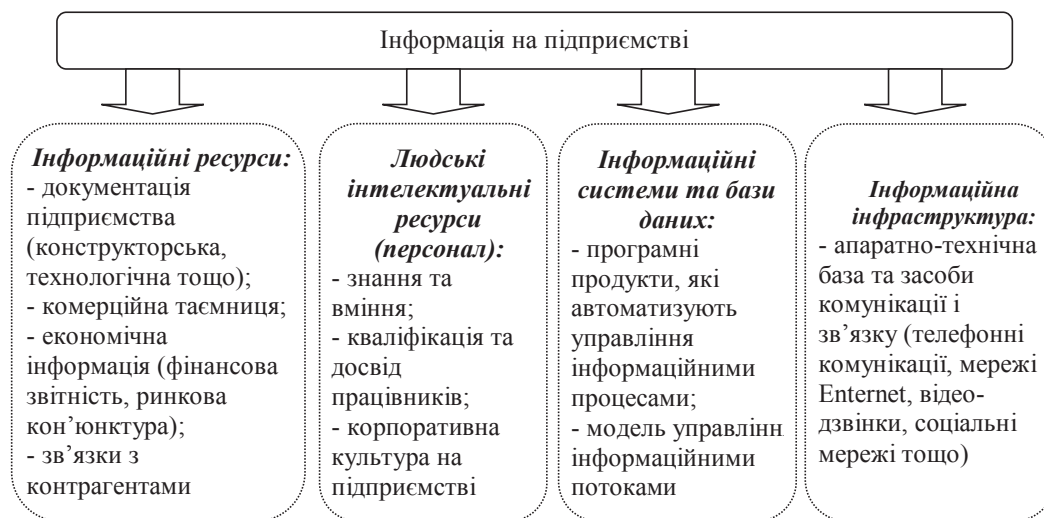 Інформація на підприємстві
Інформаційні ресурси:
- документація
підприємства
(конструкторська,
технологічна тощо);
- комерційна таємниця;
- економічна
інформація (фінансова
звітність, ринкова
кон’юнктура);
- зв’язки з
контрагентами
Людські
інтелектуальні
ресурси
(персонал):
- знання та
вміння;
- кваліфікація та
досвід
працівників;
- корпоративна
культура на
підприємстві
Інформаційні
системи та бази
даних:
- програмні
продукти, які
автоматизують
управління
інформаційними
процесами;
- модель управлінн
інформаційними
потоками
Інформаційна
інфраструктура:
- апаратно-технічна
база та засоби
комунікації і
зв’язку (телефонні
комунікації, мережі
Enternet, відео-
дзвінки, соціальні
мережі тощо)